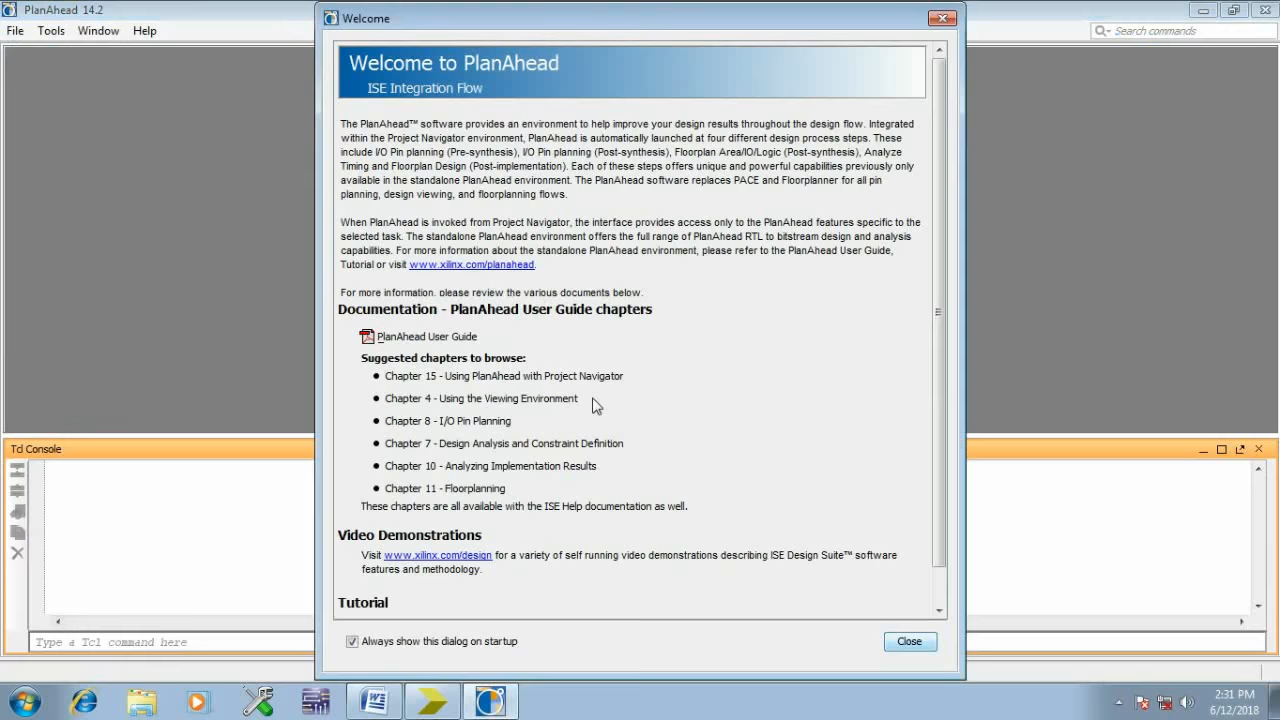 PlanAhead 14.2
File Tools Window Help
Search commands
Welcome
Welcome to PlanAhead
ISE Integration Flow
The PlanAhead™ software provides an environment to help improve your design results throughout the design flow. Integrated
within the Project Navigator environment, PlanAhead is automatically launched at four different design process steps. These
include I/O Pin planning (Pre-synthesis), I/O Pin planning (Post-synthesis), Floorplan Area/IO/Logic (Post-synthesis), Analyze
Timing and Floorplan Design (Post-implementation). Each of these steps offers unique and powerful capabilities previously only
available in the standalone PlanAhead environment. The PlanAhead software replaces PACE and Floorplanner for all pin
planning, design viewing, and floorplanning flows.
When PlanAhead is invoked from Project Navigator, the interface provides access only to the PlanAhead features specific to the
selected task. The standalone PlanAhead environment offers the full range of PlanAhead RTL to bitstream design and analysis
capabilities. For more information about the standalone PlanAhead environment, please refer to the PlanAhead User Guide,
Tutorial or visit www.xilinx.com/planahead.
For more information, please review the various documents below.
Documentation - PlanAhead User Guide chapters
PlanAhead User Guide
Suggested chapters to browse:
● Chapter 15 - Using PlanAhead with Project Navigator
● Chapter 4 - Using the Viewing Environment
● Chapter 8 - I/O Pin Planning
● Chapter 7 - Design Analysis and Constraint Definition
● Chapter 10 - Analyzing Implementation Results
● Chapter 11 - Floorplanning
These chapters are all available with the ISE Help documentation as well.
Video Demonstrations
Visit www.xilinx.com/design for a variety of self running video demonstrations describing ISE Design Suite™ software
features and methodology.
Tutorial
Always show this dialog on startup
Close
Tcl Console
Type a Tcl command here
2:31 PM
6/12/2018